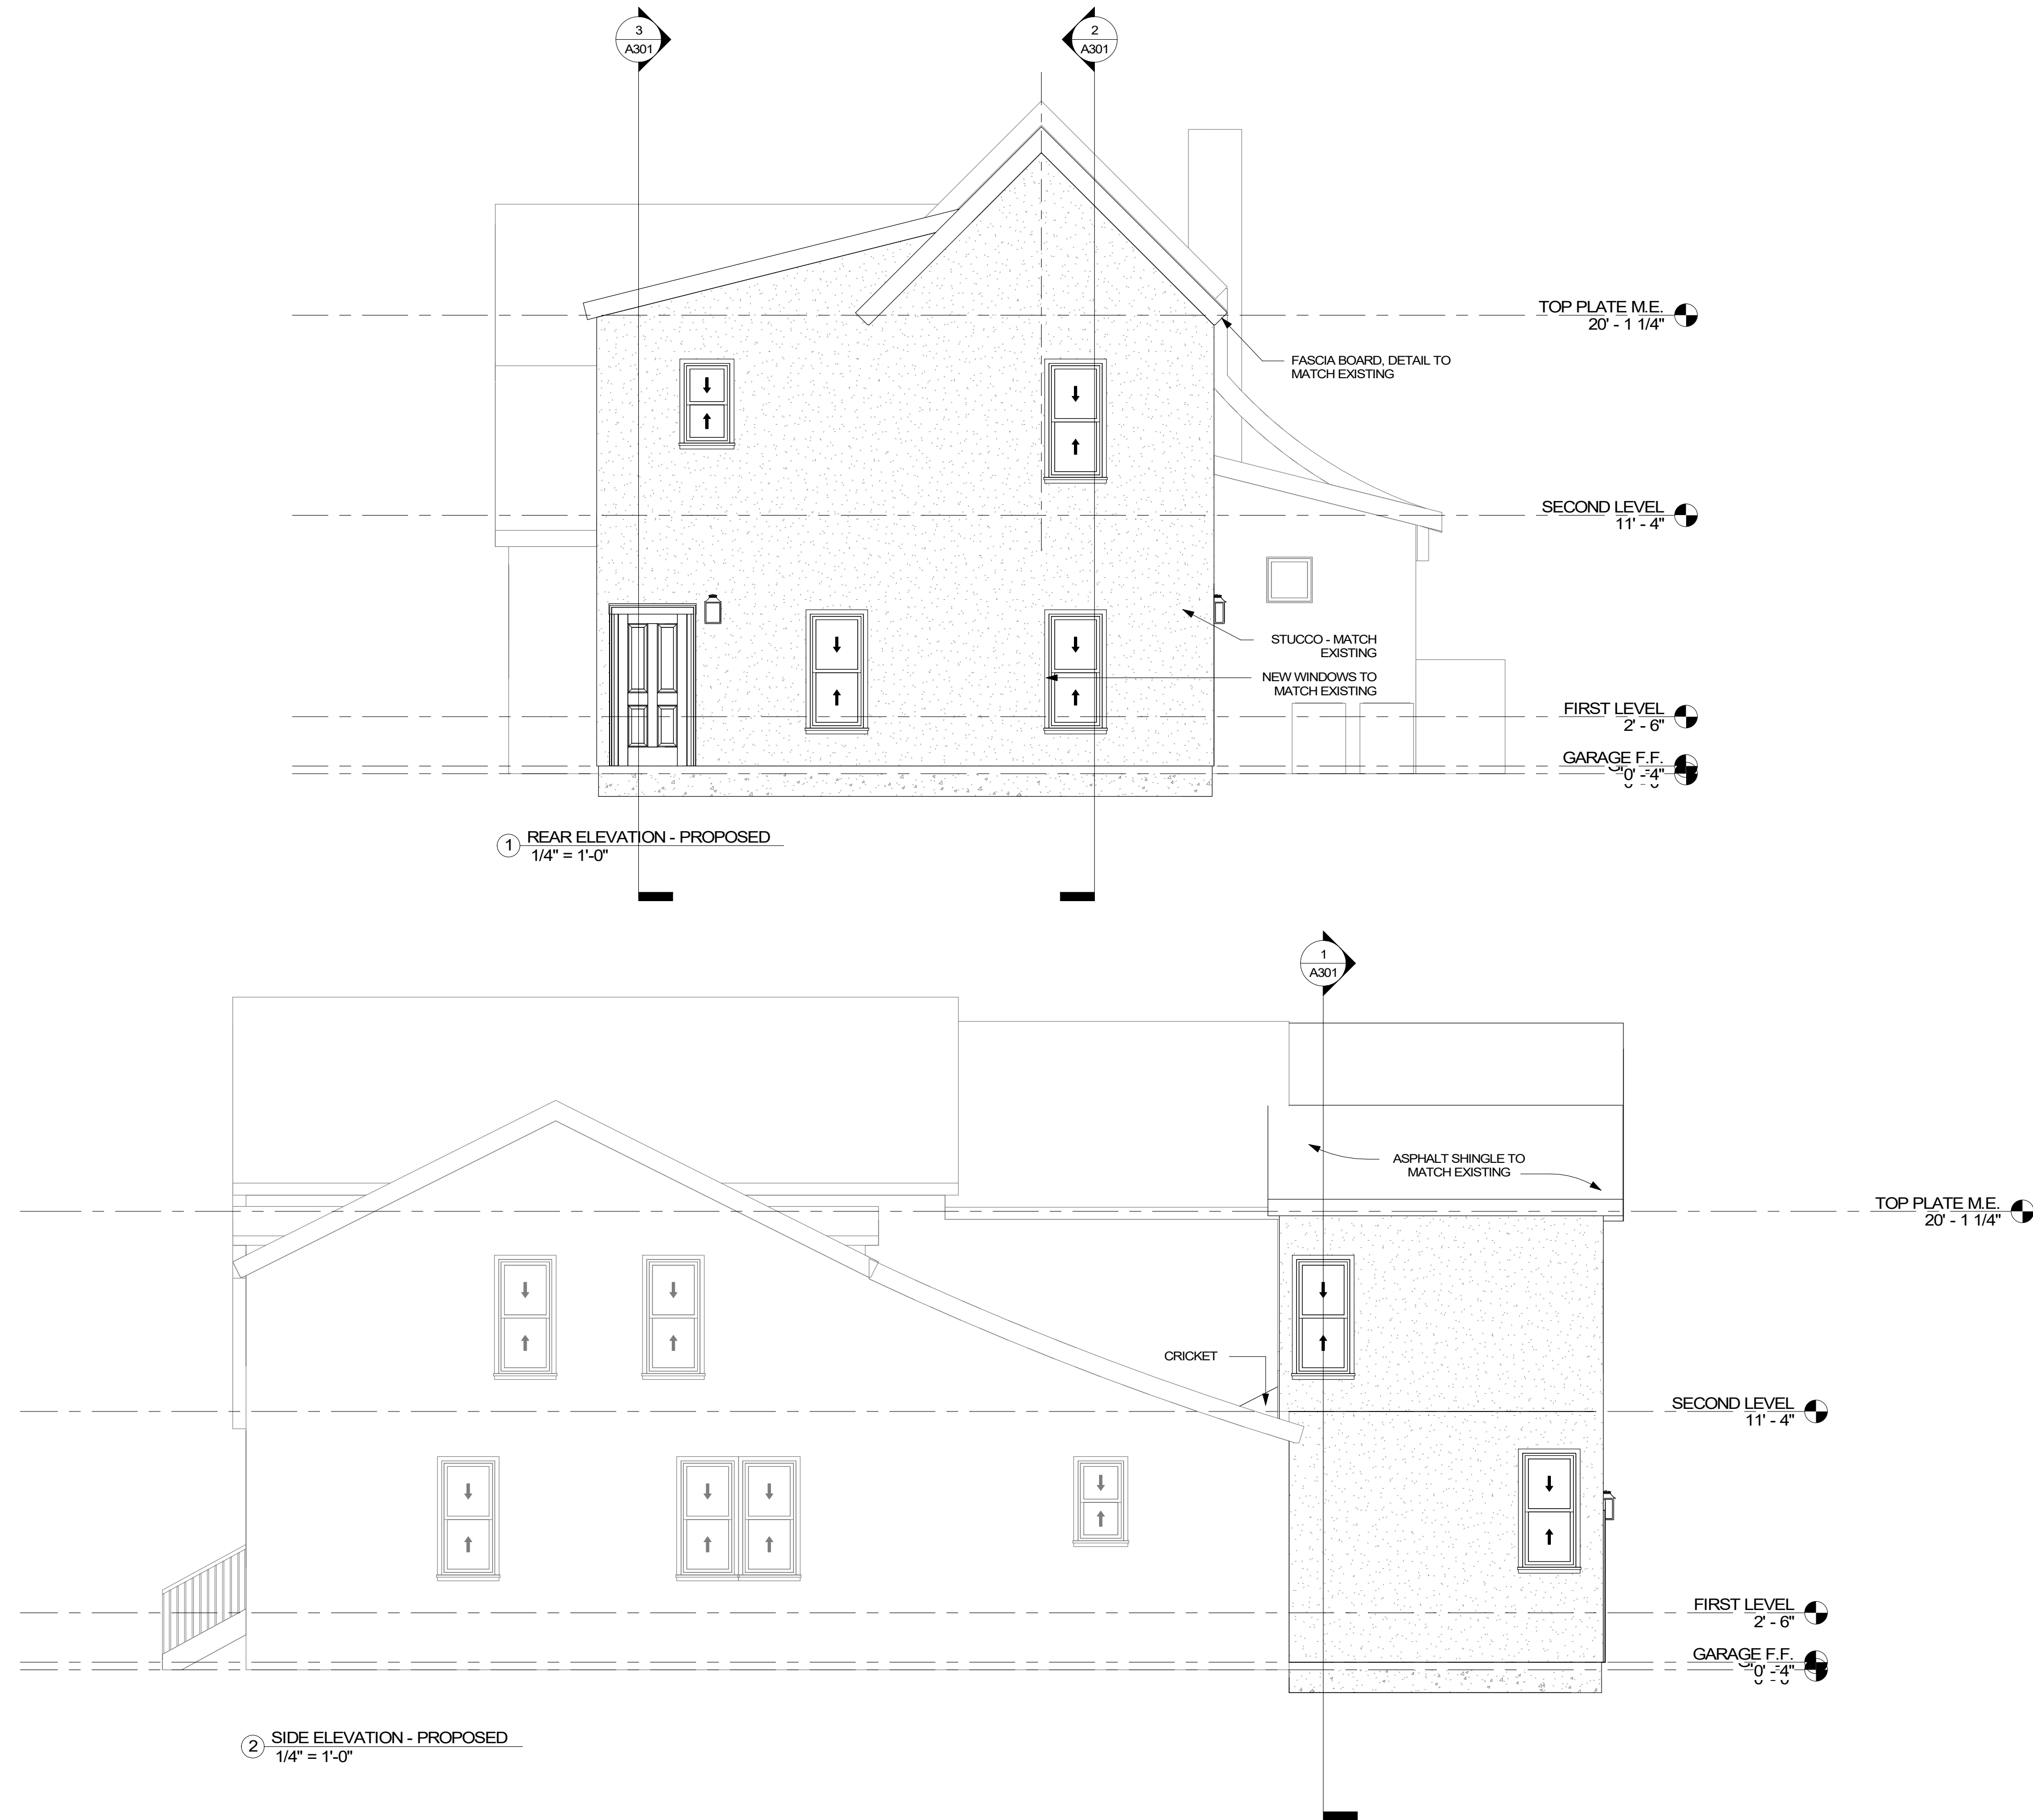 3
A301
2
A301
TOP PLATE M.E.
20' - 1 1/4"
FASCIA BOARD, DETAIL TO
MATCH EXISTING
SECOND LEVEL
11' - 4"
STUCCO - MATCH
EXISTING
NEW WINDOWS TO
MATCH EXISTING
FIRST LEVEL
2' - 6"
GARAGE F.F.
0' - 4"
1
REAR ELEVATION - PROPOSED
1/4" = 1'-0"
1
A301
ASPHALT SHINGLE TO
MATCH EXISTING
TOP PLATE M.E.
20' - 1 1/4"
CRICKET
SECOND LEVEL
11' - 4"
FIRST LEVEL
2' - 6"
GARAGE F.F.
0' - 4"
2
SIDE ELEVATION - PROPOSED
1/4" = 1'-0"